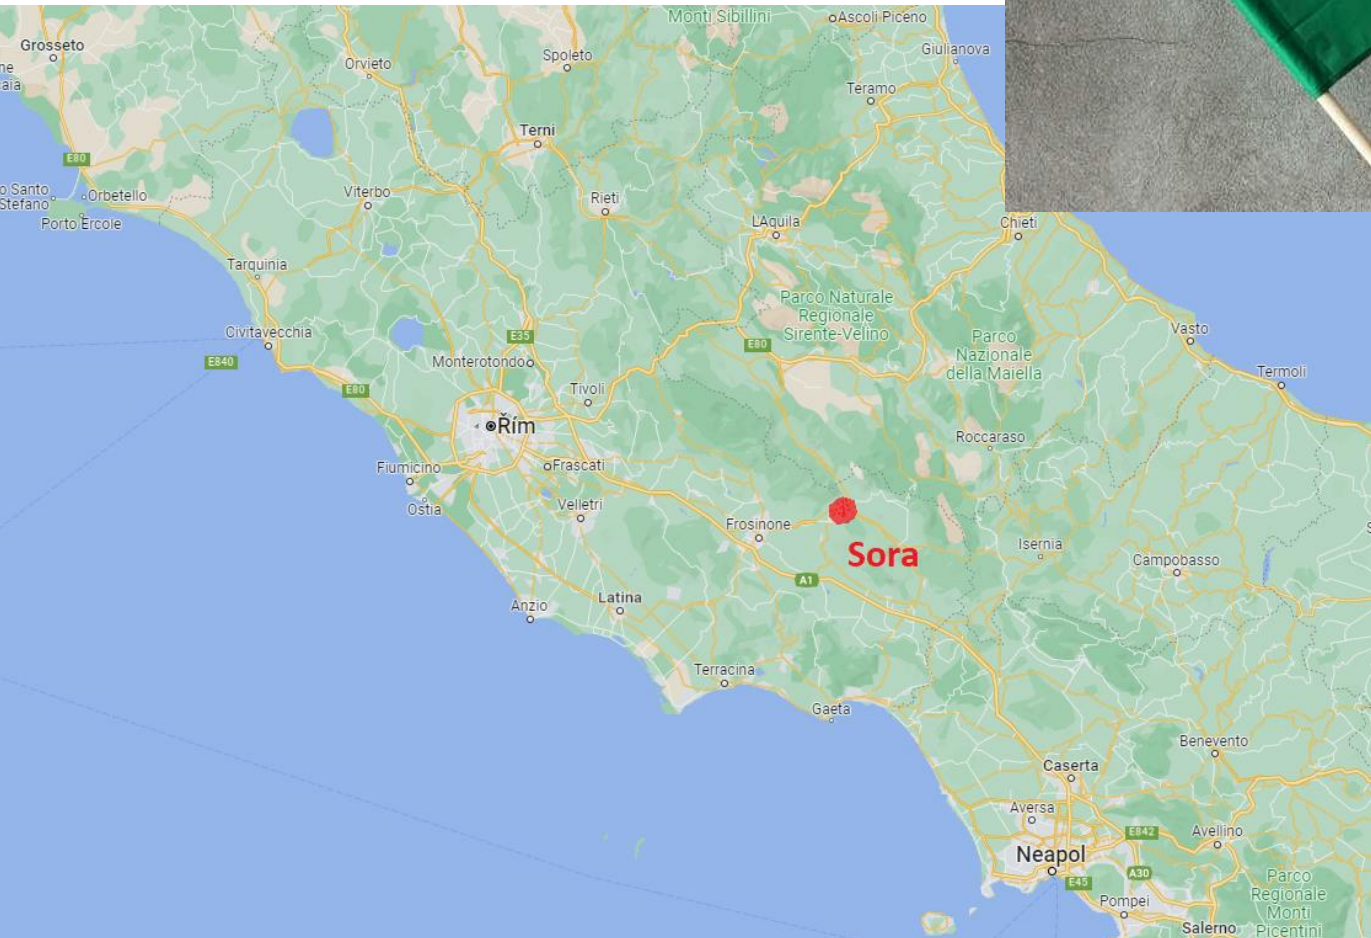 Monti Sibillini
Ascoli Piceno
Grosseto
Giulianova
Orvieto
Spoleto
Teramo
Terni
E80
Viterbo
Rieti
Orbetello
o Santo
Stefano
Porto Ercole
L'Aquila
Chieti
Tarquinia
Parco Naturale
Regionale
Sirente-Velino
Civitavecchia
E35
E80
Vasto
Parco
Nazionale
della Maiella
E840
Monterotondo
Termoli
E80
Tivoli
Řím
Roccaraso
Fiumicino
Frascati
Ostia
Velletri
Frosinone
Sora
Isernia
Campobasso
A1
Anzio
Latina
Terracina
Gaeta
Benevento
Caserta
Aversa
E842
Avellino
Neapol
E45
A30
Parco
Regionale
Monti
Picentini
Pompei
Salerno